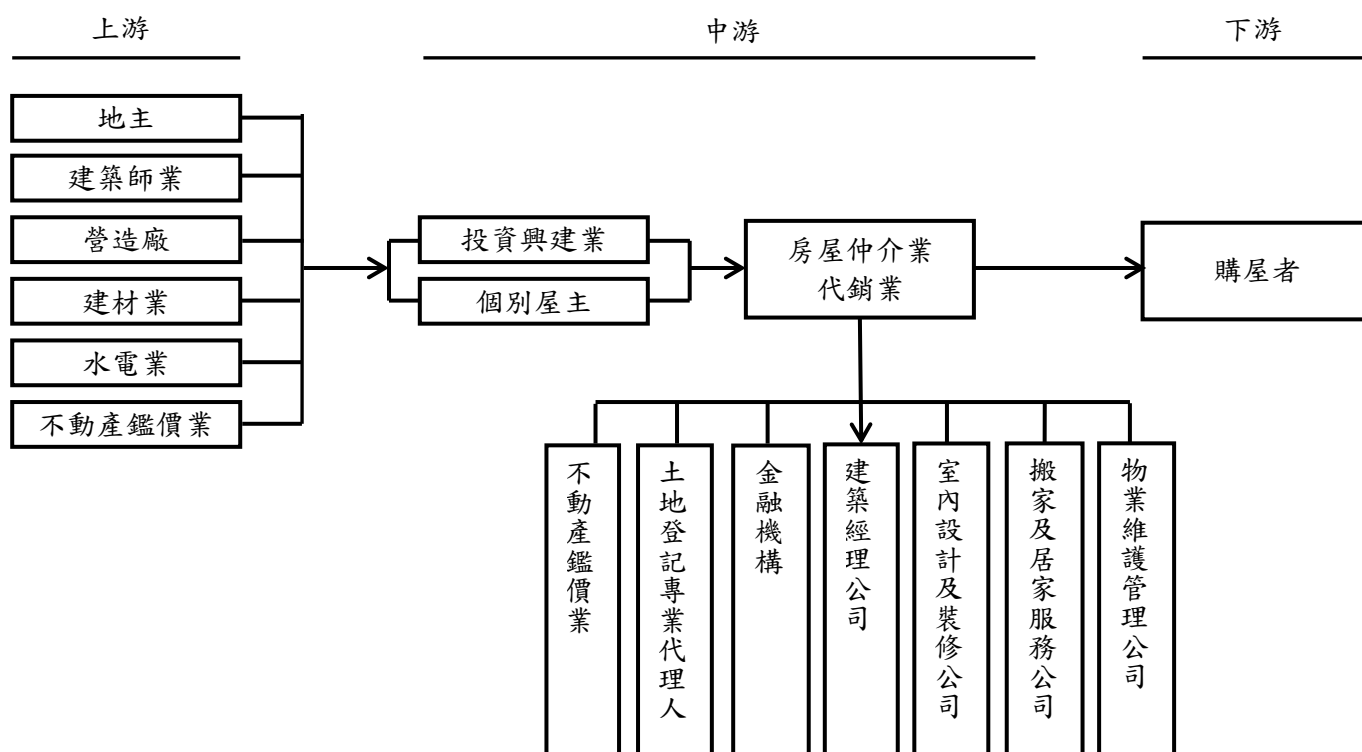 上游
中游
下游
地主
建築師業
營造廠
建材業
水電業
不動產鑑價業
投資興建業
個別屋主
房屋仲介業
代銷業
購屋者
不動產鑑價業
土地登記專業代理人
金融機構
建築經理公司
室內設計及裝修公司
搬家及居家服務公司
物業維護管理公司